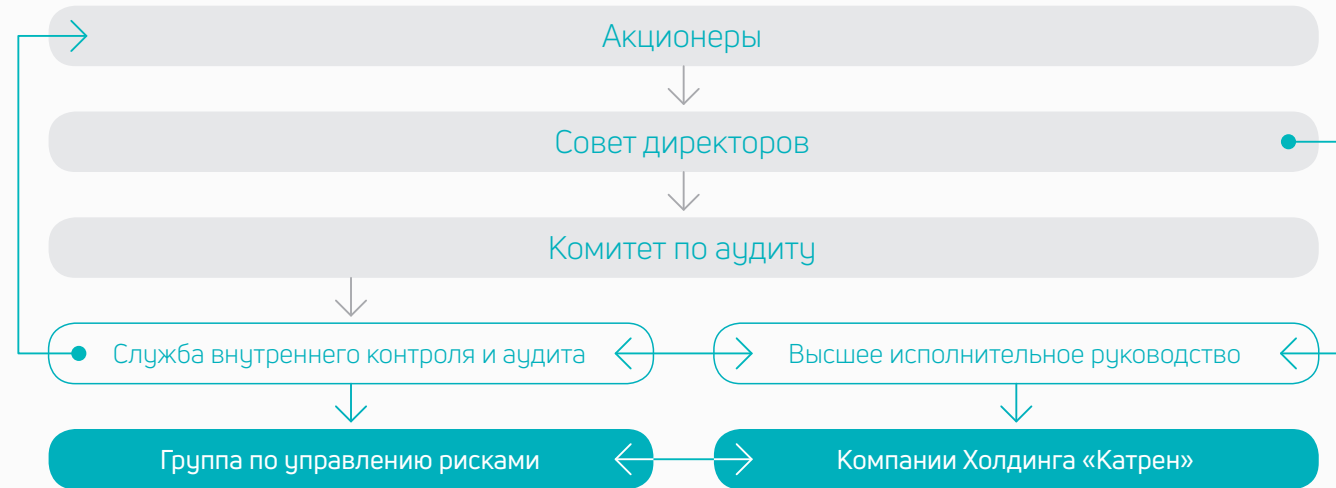 Акционеры
Совет директоров
Комитет по аудиту
Служба внутреннего контроля и аудита
Высшее исполнительное руководство
Группа по управлению рисками
Компании Холдинга «Катрен»